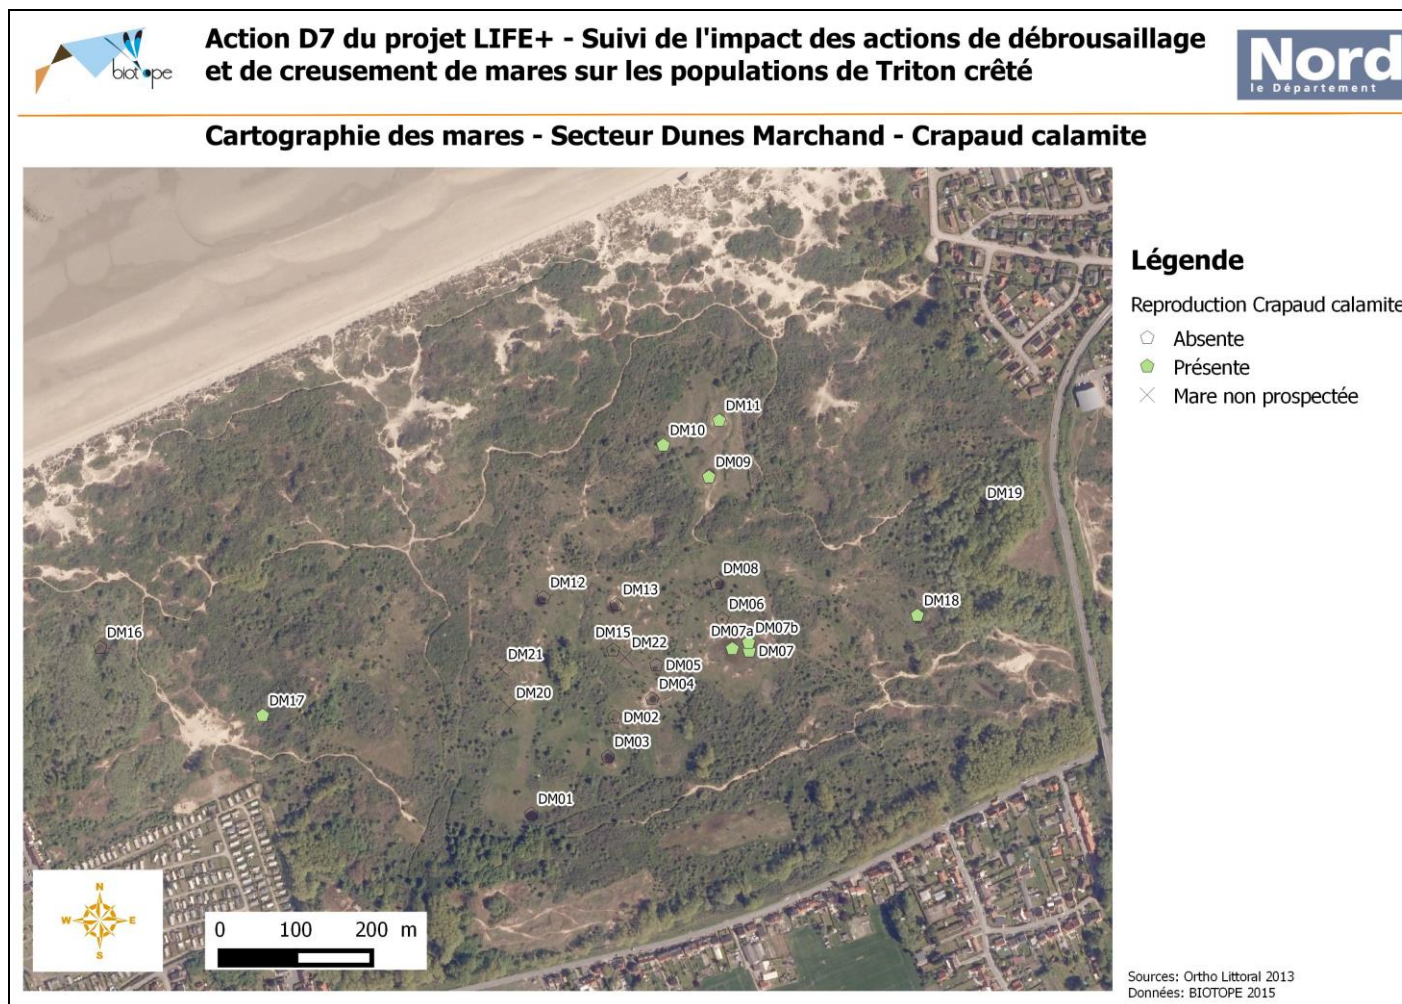 biotope
Action D7 du projet LIFE+ - Suivi de l'impact des actions de débrousaillage
et de creusement de mares sur les populations de Triton crêté
Nord
le Département
Cartographie des mares - Secteur Dunes Marchand - Crapaud calamite
Légende
Reproduction Crapaud calamite
Absente
Présente
Mare non prospectée
DM11
DM10
DM09
DM19
DM08
DM12
DM13
DM06
DM18
DM07b
DM07a
DM16
DM15
DM22
DM07
DM21
DM05
DM04
DM20
DM17
DM02
DM03
DM01
N
W
E
S
0 100 200 m
Sources: Ortho Littoral 2013
Données: BIOTOPE 2015